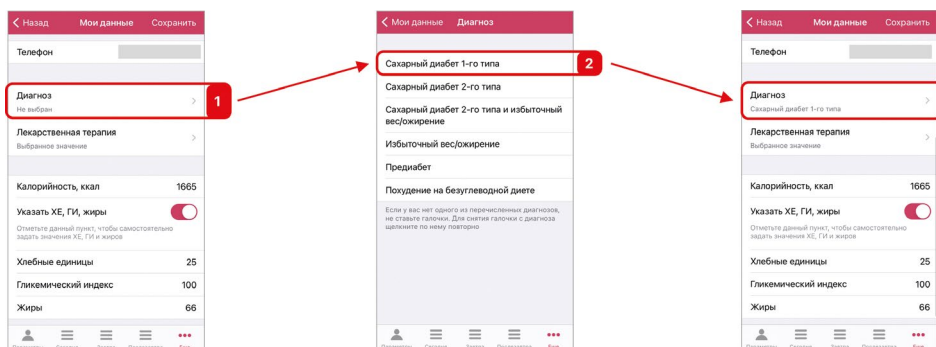 Назад Мои данные Сохранить
Телефон
Диагноз
Не выбран
1
Лекарственная терапия
Выбранное значение
Калорийность, ккал 1665
Указать ХЕ, ГИ, жиры
Отметьте данный пункт, чтобы самостоятельно
задать значения ХЕ, ГИ и жиров
Хлебные единицы 25
Гликемический индекс 100
Жиры 66
Мои данные Диагноз
Сахарный диабет 1-го типа
2
Сахарный диабет 2-го типа
Сахарный диабет 2-го типа и избыточный
вес/ожирение
Избыточный вес/ожирение
Предиабет
Похудение на безуглеводной диете
Если у вас нет одного из перечисленных диагнозов,
не ставьте галочки. Для снятия галочки с диагноза
щелкните по нему повторно
Назад Мои данные Сохранить
Телефон
Диагноз
Сахарный диабет 1-го типа
Лекарственная терапия
Выбранное значение
Калорийность, ккал 1665
Указать ХЕ, ГИ, жиры
Отметьте данный пункт, чтобы самостоятельно
задать значения ХЕ, ГИ и жиров
Хлебные единицы 25
Гликемический индекс 100
Жиры 66